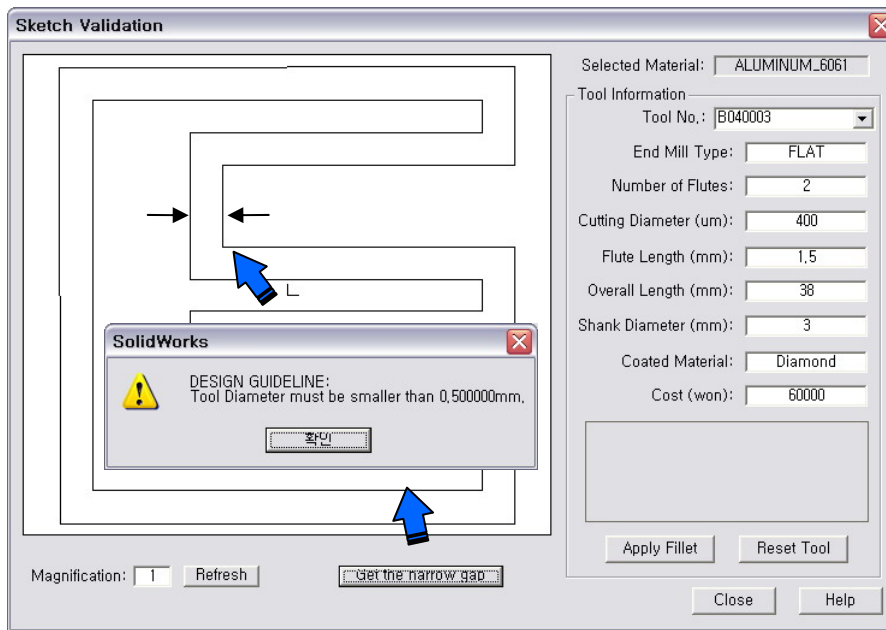 Sketch Validation
Selected Material: ALUMINUM_6061
Tool Information
Tool No.: B040003
End Mill Type: FLAT
Number of Flutes: 2
Cutting Diameter (um): 400
Flute Length (mm): 1.5
Overall Length (mm): 38
Shank Diameter (mm): 3
Coated Material: Diamond
Cost (won): 60000
SolidWorks
DESIGN GUIDELINE:
Tool Diameter must be smaller than 0.500000mm.
확인
Apply Fillet Reset Tool
Magnification: 1 Refresh Get the narrow gap
Close Help